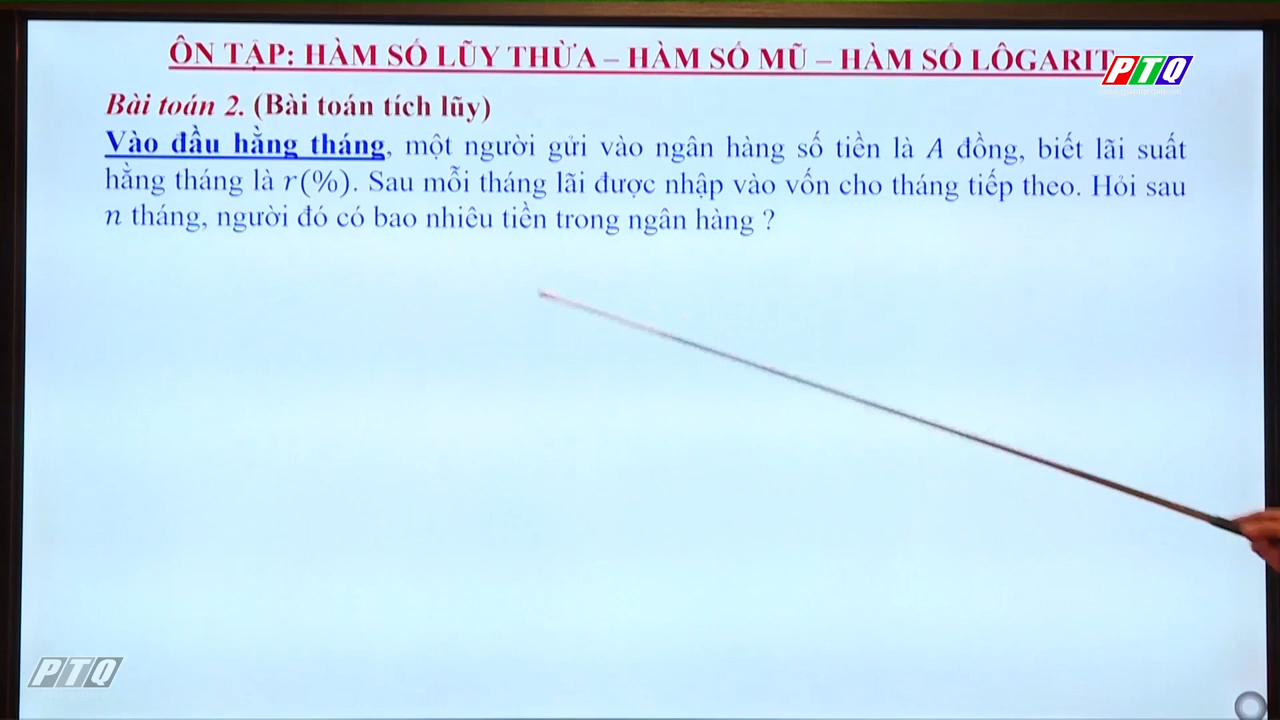 ÔN TẬP: HÀM SỐ LŨY THỪA – HÀM SỐ MŨ – HÀM SỐ LÔGARIT
PTQ
Bài toán 2. (Bài toán tích lũy)
Vào đầu hằng tháng, một người gửi vào ngân hàng số tiền là A đồng, biết lãi suất
hằng tháng là r(%). Sau mỗi tháng lãi được nhập vào vốn cho tháng tiếp theo. Hỏi sau
n tháng, người đó có bao nhiêu tiền trong ngân hàng ?
PTQ